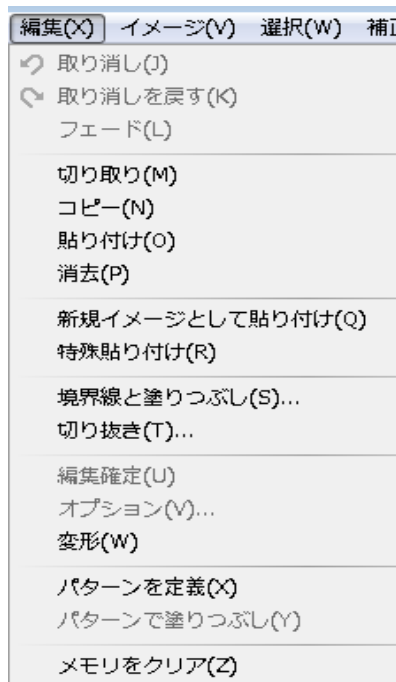 編集(X) イメージ(V) 選択(W) 補正
取り消し(J)
取り消しを戻す(K)
フェード(L)
切り取り(M)
コピー(N)
貼り付け(O)
消去(P)
新規イメージとして貼り付け(Q)
特殊貼り付け(R)
境界線と塗りつぶし(S)...
切り抜き(T)...
編集確定(U)
オプション(V)...
変形(W)
パターンを定義(X)
パターンで塗りつぶし(Y)
メモリをクリア(Z)